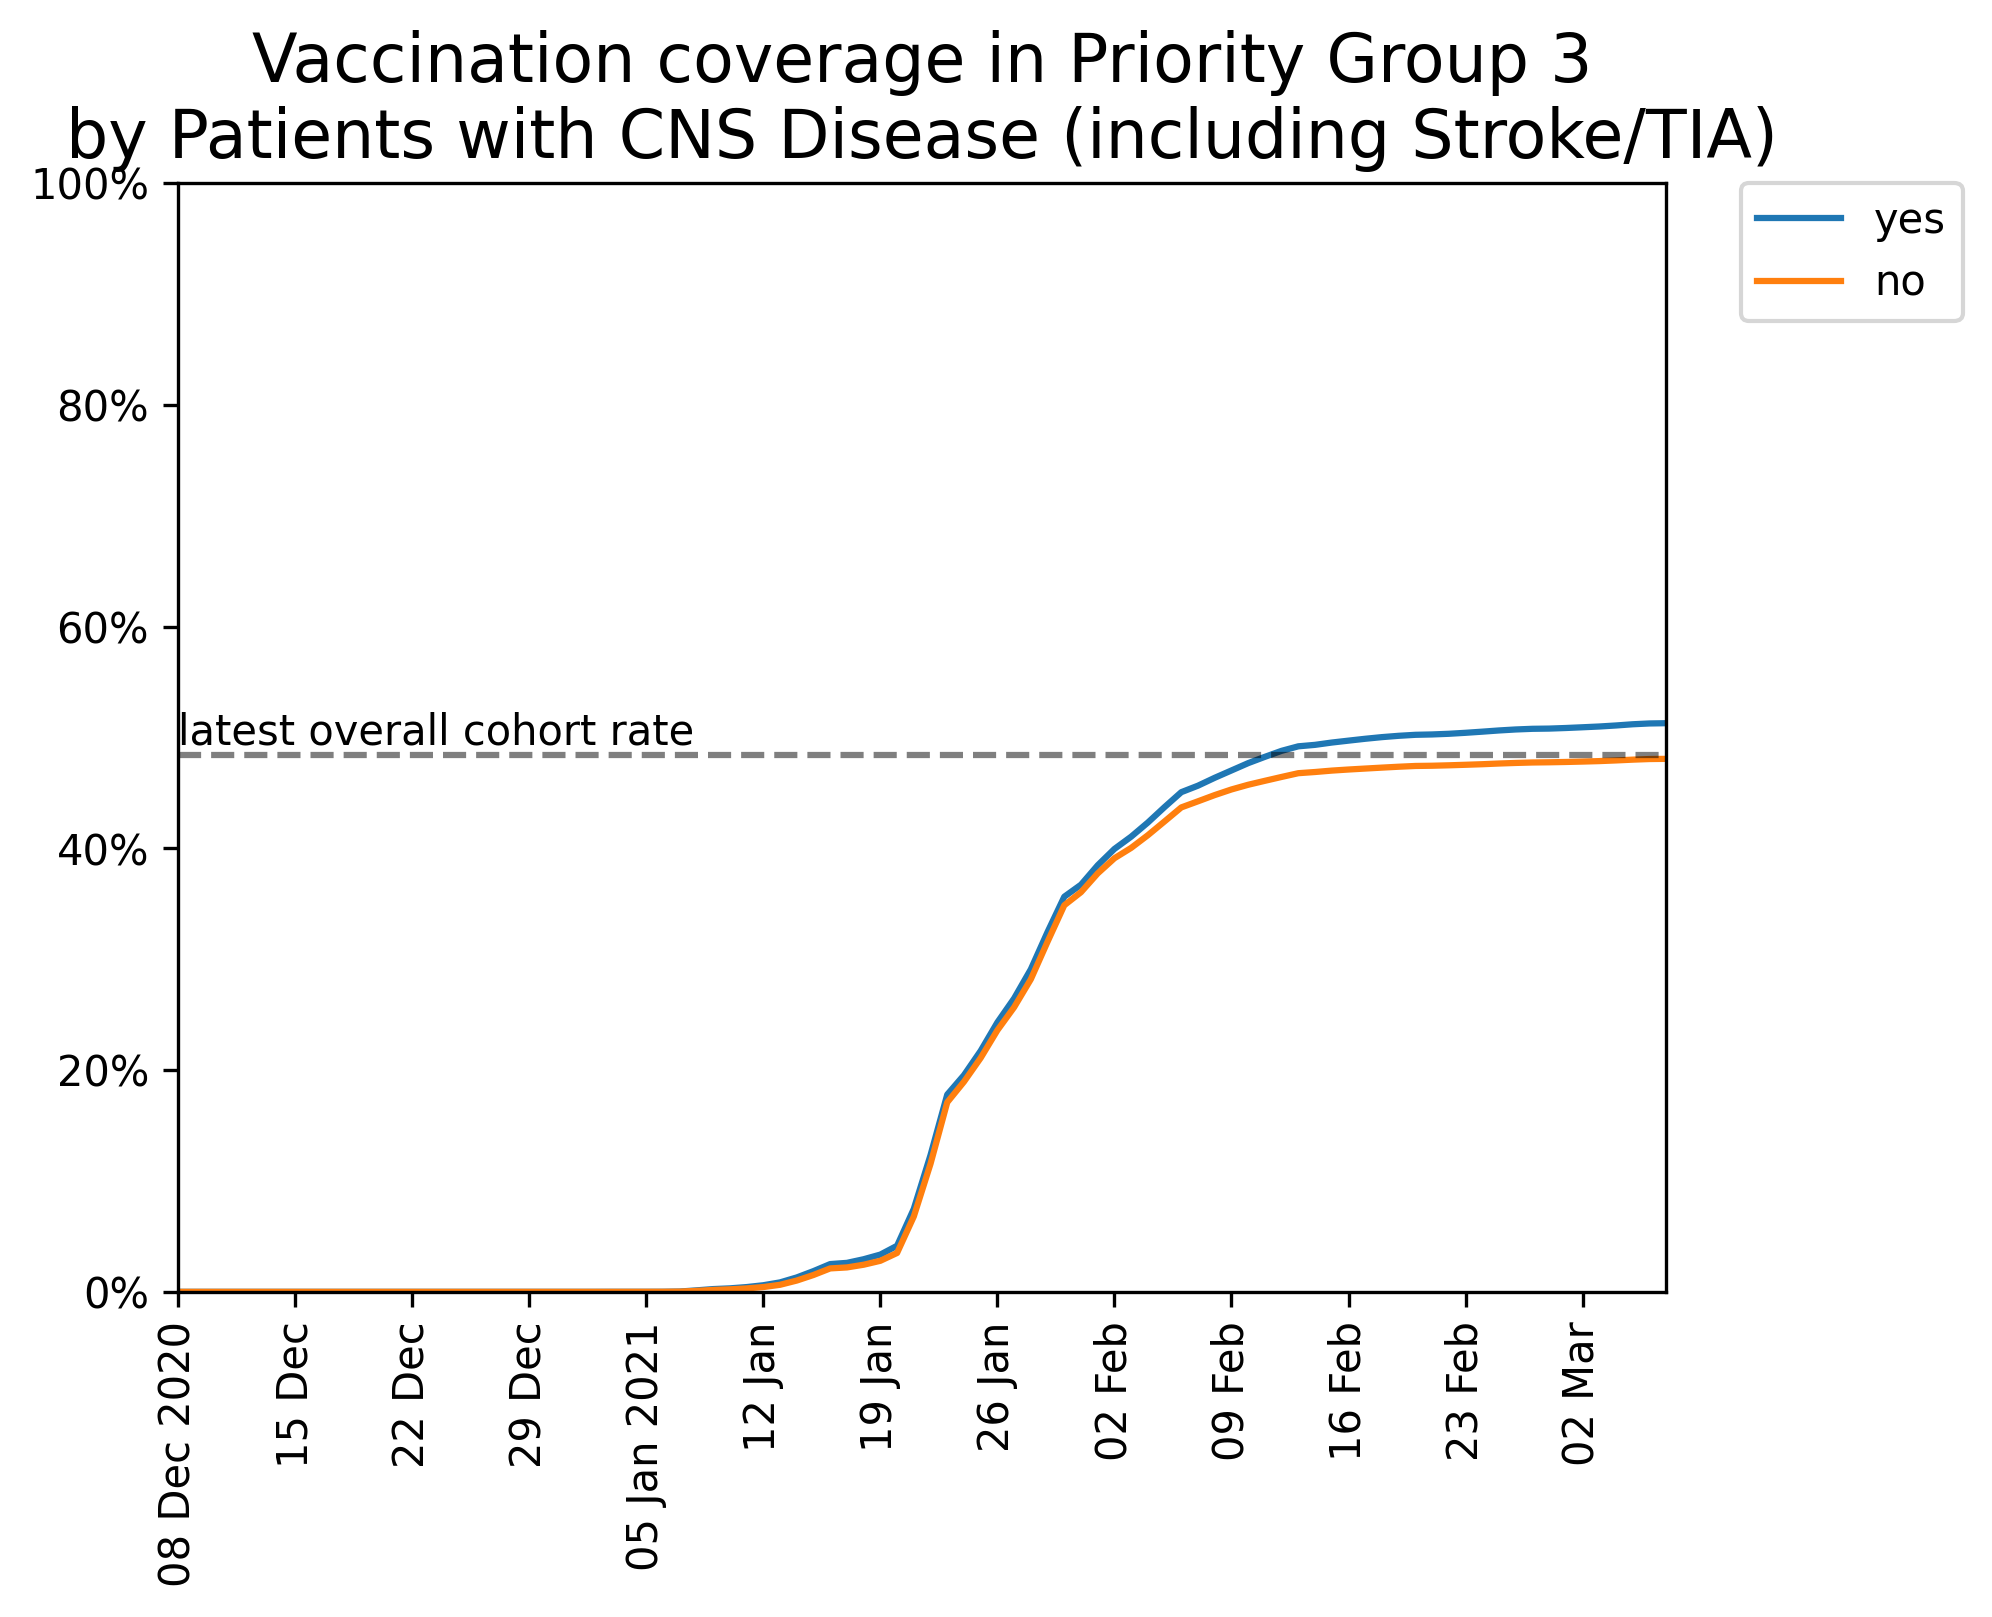 Vaccination coverage in Priority Group 3
by Patients with CNS Disease (including Stroke/TIA)
100%
80%
60%
40%
20%
0%
yes
no
latest overall cohort rate
08 Dec 2020
15 Dec
22 Dec
29 Dec
05 Jan 2021
12 Jan
19 Jan
26 Jan
02 Feb
09 Feb
16 Feb
23 Feb
02 Mar